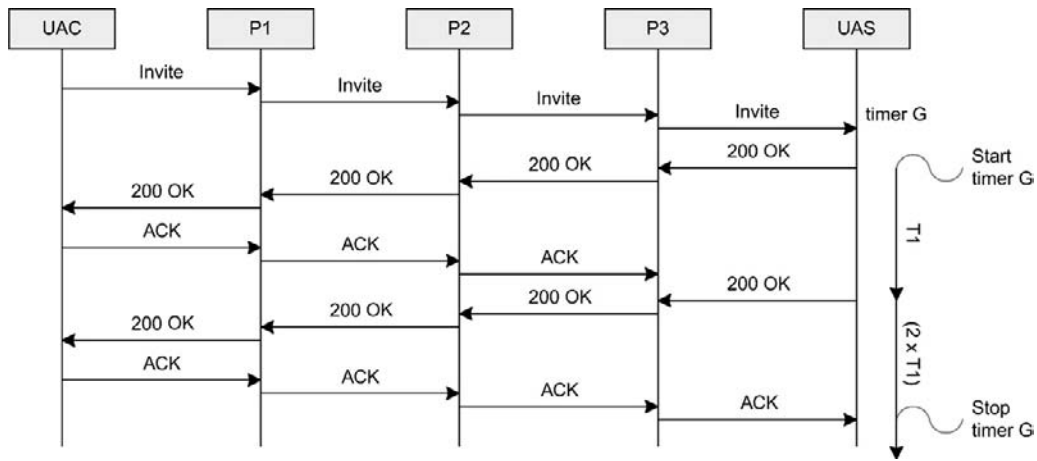 UAC
P1
P2
P3
UAS
Invite
Invite
Invite
Invite
timer G
200 OK
200 OK
200 OK
200 OK
Start
timer G
ACK
ACK
ACK
T1
200 OK
200 OK
200 OK
200 OK
(2 x T1)
ACK
ACK
ACK
ACK
Stop
timer G